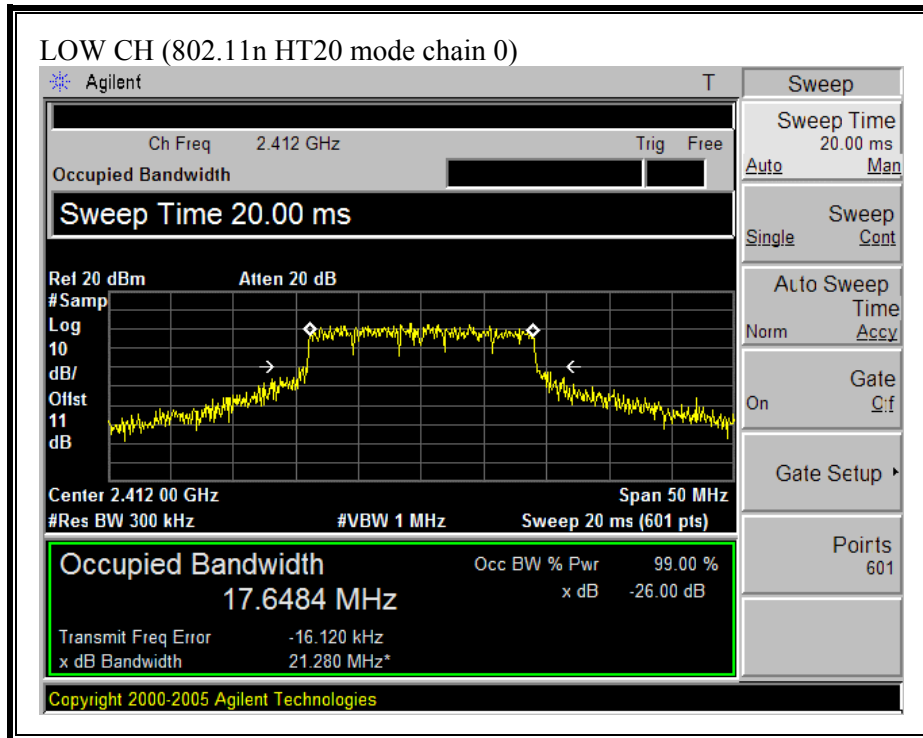 LOW CH (802.11n HT20 mode chain 0)
Agilent T
Ch Freq 2.412 GHz Trig Free
Occupied Bandwidth
Sweep Time 20.00 ms
Ref 20 dBm Atten 20 dB
#Samp
Log
10
dB/
Offst
11
dB
Center 2.412 00 GHz Span 50 MHz
#Res BW 300 kHz #VBW 1 MHz Sweep 20 ms (601 pts)
Occupied Bandwidth Occ BW % Pwr 99.00 %
17.6484 MHz x dB -26.00 dB
Transmit Freq Error -16.120 kHz
x dB Bandwidth 21.280 MHz*
Copyright 2000-2005 Agilent Technologies
Sweep
Sweep Time
20.00 ms
Auto Man
Sweep
Single Cont
Auto Sweep
Time
Norm Accy
Gate
On Off
Gate Setup
Points
601